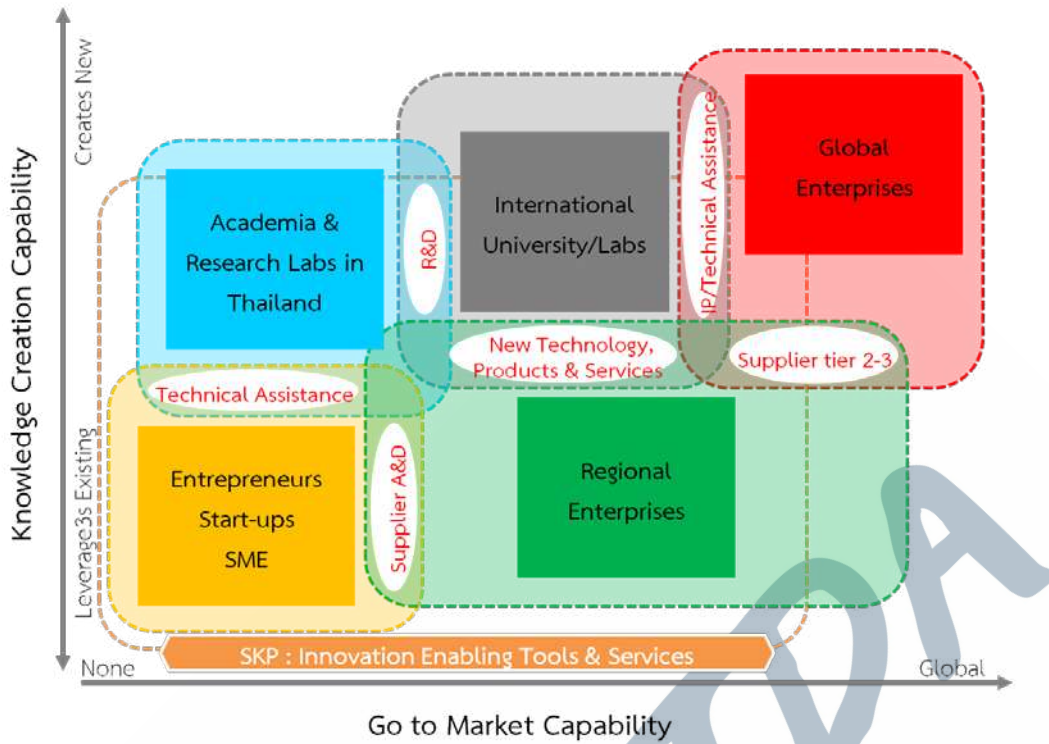 Knowledge Creation Capability
Creates New
Leverage3s Existing
Academia &
Research Labs in
Thailand
R&D
International
University/Labs
IP/Technical Assistance
Global
Enterprises
New Technology,
Products & Services
Supplier tier 2-3
Technical Assistance
Entrepreneurs
Start-ups
SME
Supplier A&D
Regional
Enterprises
SKP : Innovation Enabling Tools & Services
None
Global
Go to Market Capability